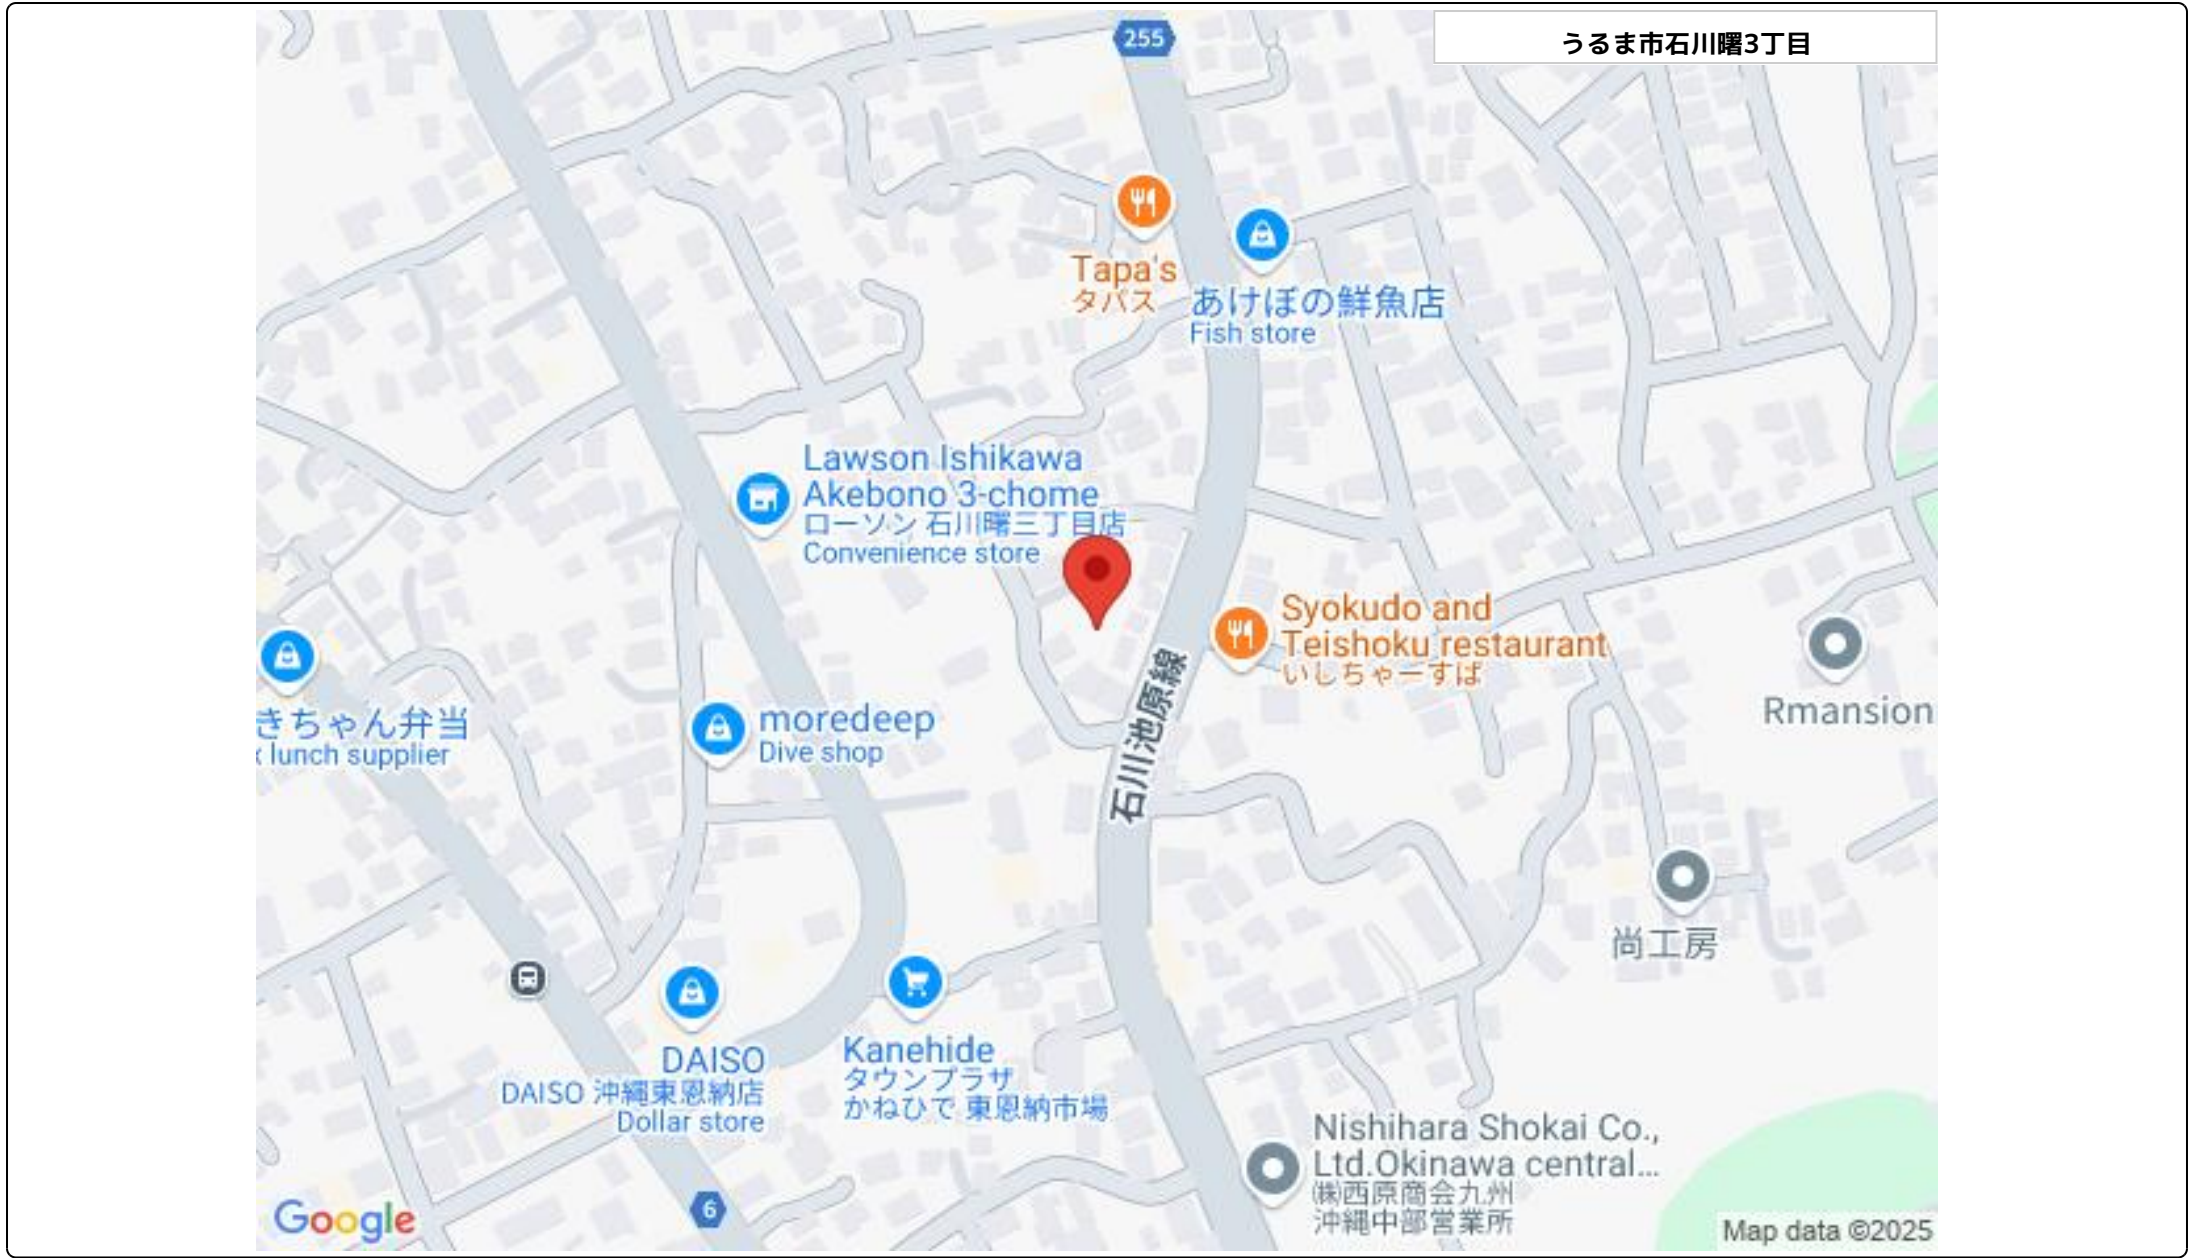 255
うるま市石川曙3丁目
Tapa's
タパス
あけぼの鮮魚店
Fish store
Lawson Ishikawa
Akebono 3-chome
ローソン 石川曙三丁目店
Convenience store
Syokudo and
Teishoku restaurant
いしちゃーすば
石川池原線
Rmansion
きちゃん弁当
lunch supplier
moredeep
Dive shop
尚工房
DAISO
DAISO 沖縄東恩納店
Dollar store
Kanehide
タウンプラザ
かねひで 東恩納市場
Nishihara Shokai Co.,
Ltd.Okinawa central...
㈱西原商会九州
沖縄中部営業所
6
Google
Map data ©2025